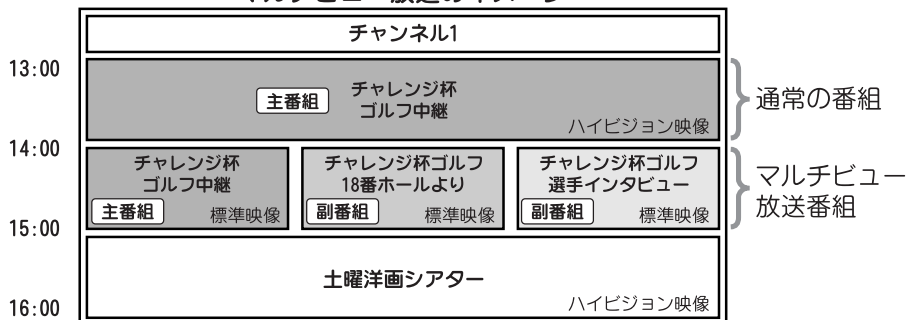 チャンネル1
13:00
主番組
チャレンジ杯
ゴルフ中継
ハイビジョン映像
通常の番組
14:00
チャレンジ杯
ゴルフ中継
主番組
標準映像
チャレンジ杯ゴルフ
18番ホールより
副番組
標準映像
チャレンジ杯ゴルフ
選手インタビュー
副番組
標準映像
マルチビュー
放送番組
15:00
土曜洋画シアター
ハイビジョン映像
16:00